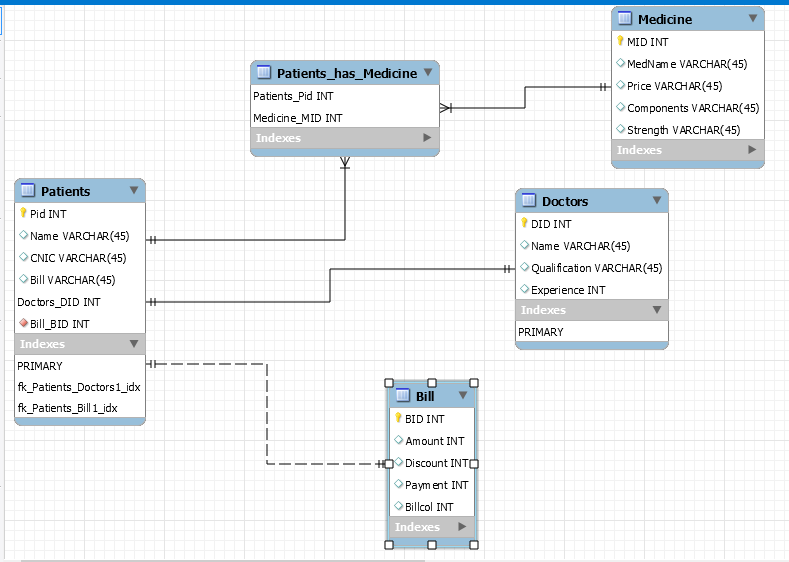 Medicine
MID INT
MedName VARCHAR(45)
Price VARCHAR(45)
Components VARCHAR(45)
Strength VARCHAR(45)
Indexes
Patients_has_Medicine
Patients_Pid INT
Medicine_MID INT
Indexes
Patients
Pid INT
Name VARCHAR(45)
CNIC VARCHAR(45)
Bill VARCHAR(45)
Doctors_DID INT
Bill_BID INT
Indexes
PRIMARY
fk_Patients_Doctors1_idx
fk_Patients_Bill1_idx
Doctors
DID INT
Name VARCHAR(45)
Qualification VARCHAR(45)
Experience INT
Indexes
PRIMARY
Bill
BID INT
Amount INT
Discount INT
Payment INT
Billcol INT
Indexes